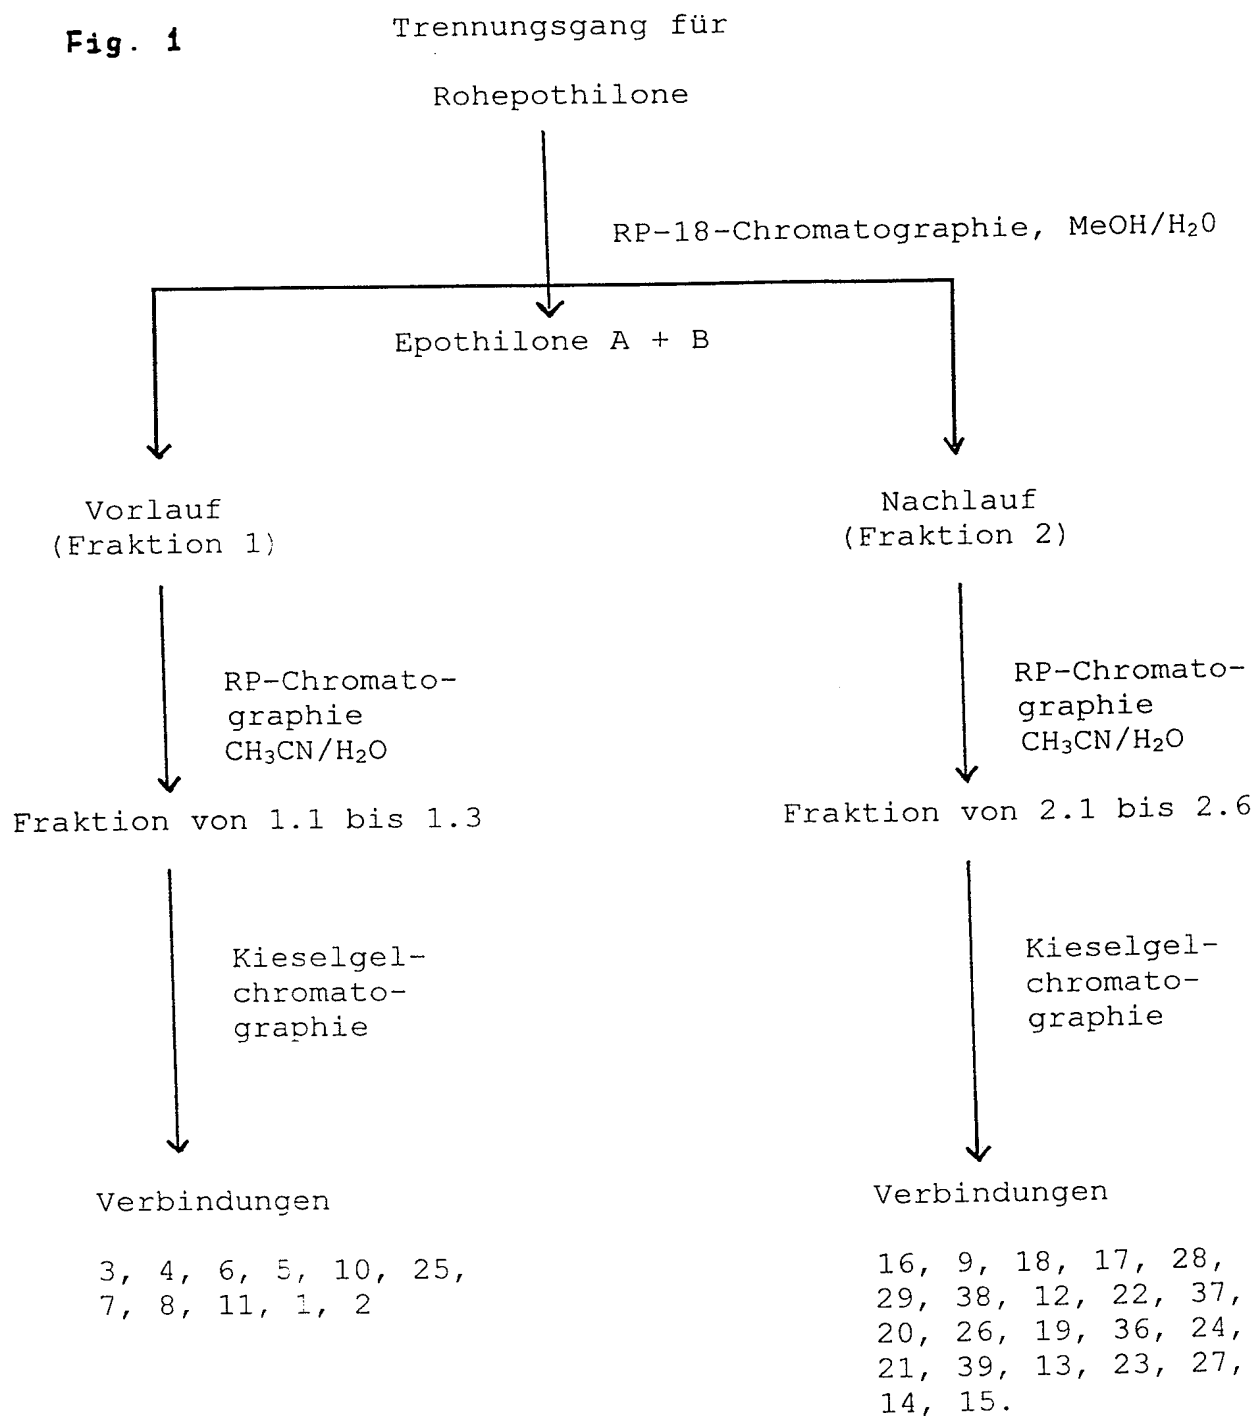 Fig. 1
Trennungsgang für
Rohepothilone
RP-18-Chromatographie, MeOH/H₂O
Epothilone A + B
Vorlauf
(Fraktion 1)
RP-Chromato-
graphie
CH₃CN/H₂O
Fraktion von 1.1 bis 1.3
Kieselgel-
chromato-
graphie
Verbindungen
3, 4, 6, 5, 10, 25,
7, 8, 11, 1, 2
Nachlauf
(Fraktion 2)
RP-Chromato-
graphie
CH₃CN/H₂O
Fraktion von 2.1 bis 2.6
Kieselgel-
chromato-
graphie
Verbindungen
16, 9, 18, 17, 28,
29, 38, 12, 22, 37,
20, 26, 19, 36, 24,
21, 39, 13, 23, 27,
14, 15.